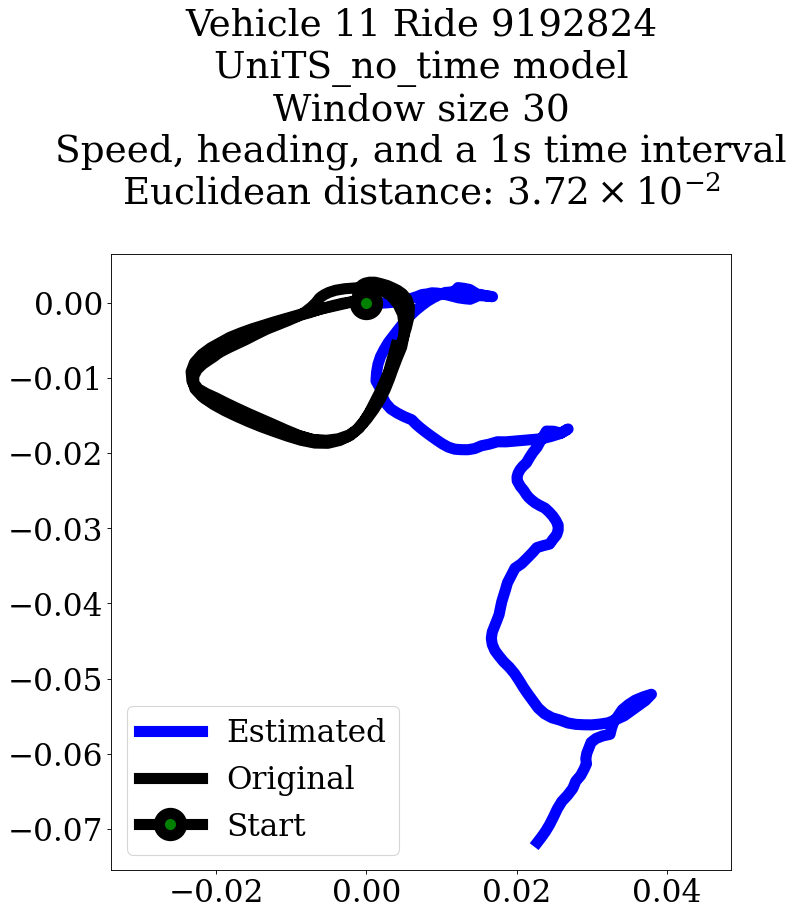 Vehicle 11 Ride 9192824
UniTS_no_time model
Window size 30
Speed, heading, and a 1s time interval
Euclidean distance: 3.72 × 10⁻²
0.00
−0.01
−0.02
−0.03
−0.04
−0.05
−0.06
−0.07
Estimated
Original
Start
−0.02 0.00 0.02 0.04